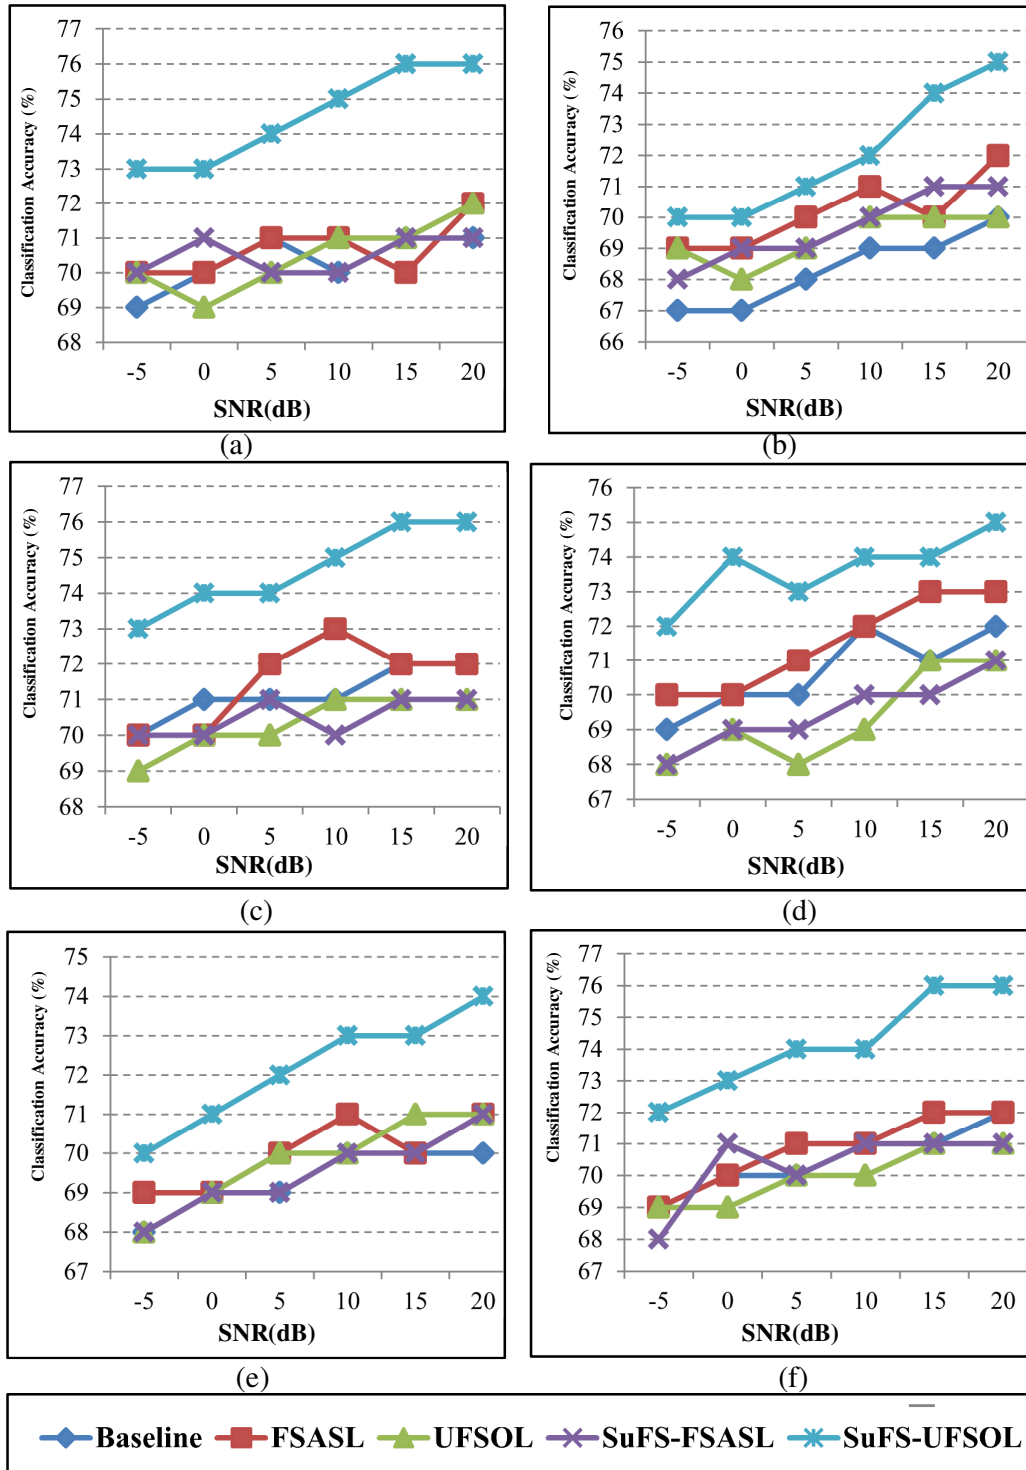 77
76
75
74
73
72
71
70
69
68
Classification Accuracy (%)
-5 0 5 10 15 20
SNR(dB)
(a)
76
75
74
73
72
71
70
69
68
67
66
Classification Accuracy (%)
-5 0 5 10 15 20
SNR(dB)
(b)
77
76
75
74
73
72
71
70
69
68
Classification Accuracy (%)
-5 0 5 10 15 20
SNR(dB)
(c)
76
75
74
73
72
71
70
69
68
67
Classification Accuracy (%)
-5 0 5 10 15 20
SNR(dB)
(d)
75
74
73
72
71
70
69
68
67
Classification Accuracy (%)
-5 0 5 10 15 20
SNR(dB)
(e)
77
76
75
74
73
72
71
70
69
68
67
Classification Accuracy (%)
-5 0 5 10 15 20
SNR(dB)
(f)
Baseline FSASL UFSOL SuFS-FSASL SuFS-UFSOL